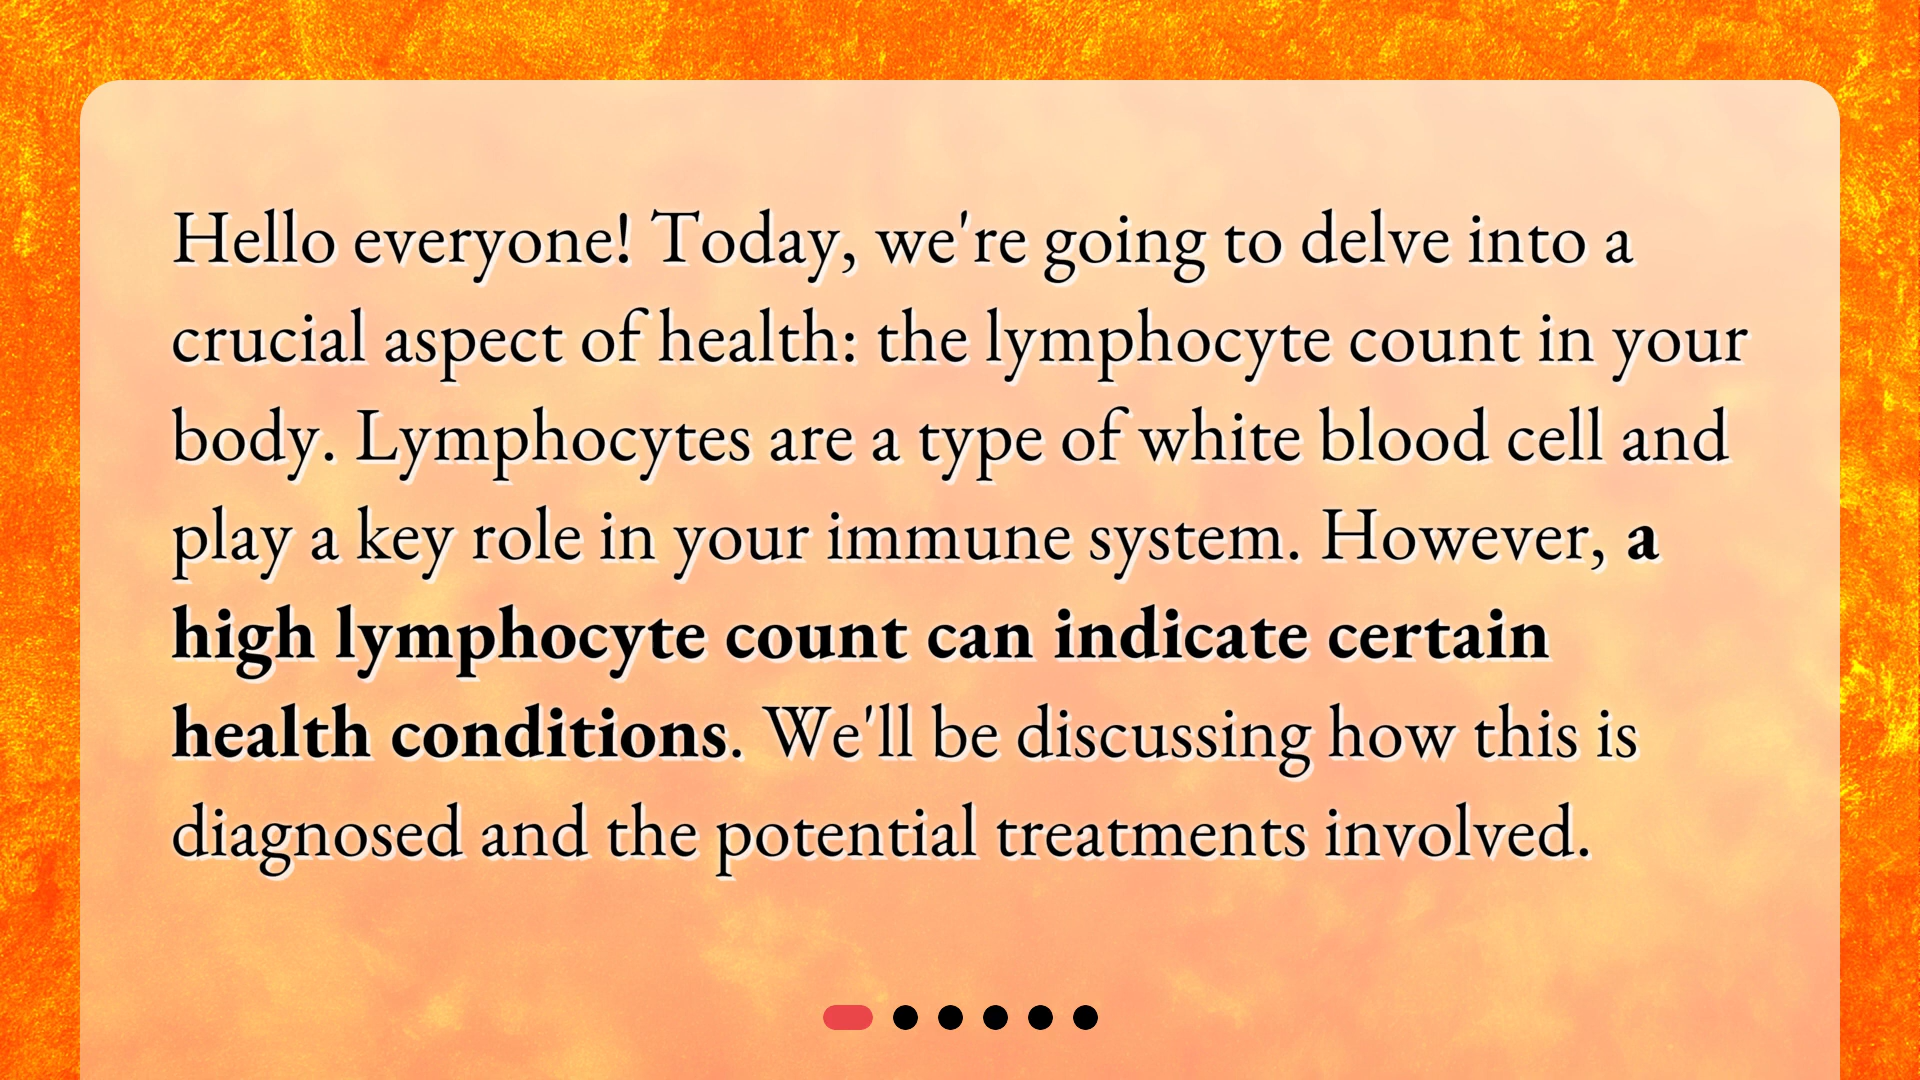 Hello everyone! Today, we're going to delve into a
crucial aspect of health: the lymphocyte count in your
body. Lymphocytes are a type of white blood cell and
play a key role in your immune system. However, a
high lymphocyte count can indicate certain
health conditions. We'll be discussing how this is
diagnosed and the potential treatments involved.